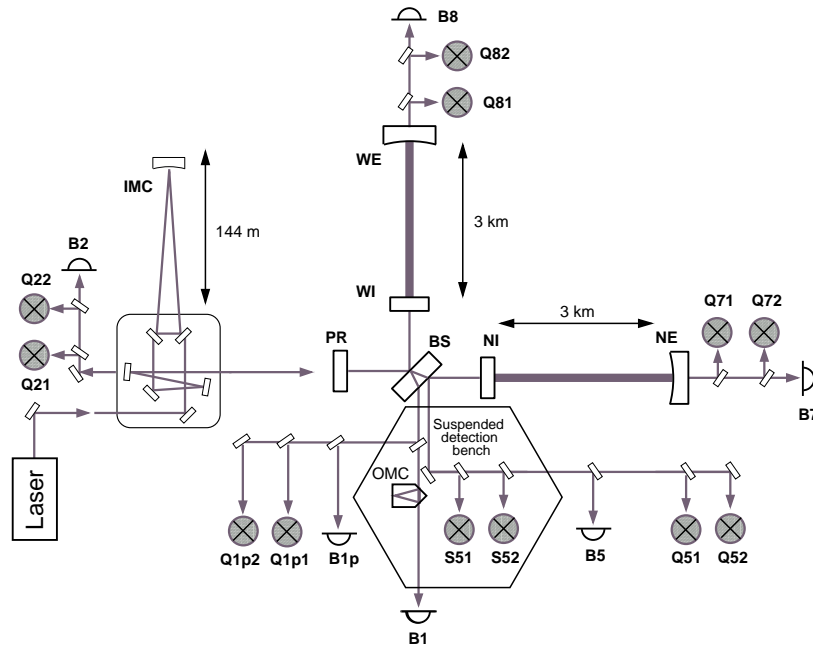 B8
Q82
Q81
WE
IMC
3 km
144 m
B2
Q22
WI
3 km
Q71
Q72
PR
BS
NI
NE
Q21
B7
Suspended
detection
bench
OMC
Laser
Q1p2
Q1p1
B1p
S51
S52
B5
Q51
Q52
B1